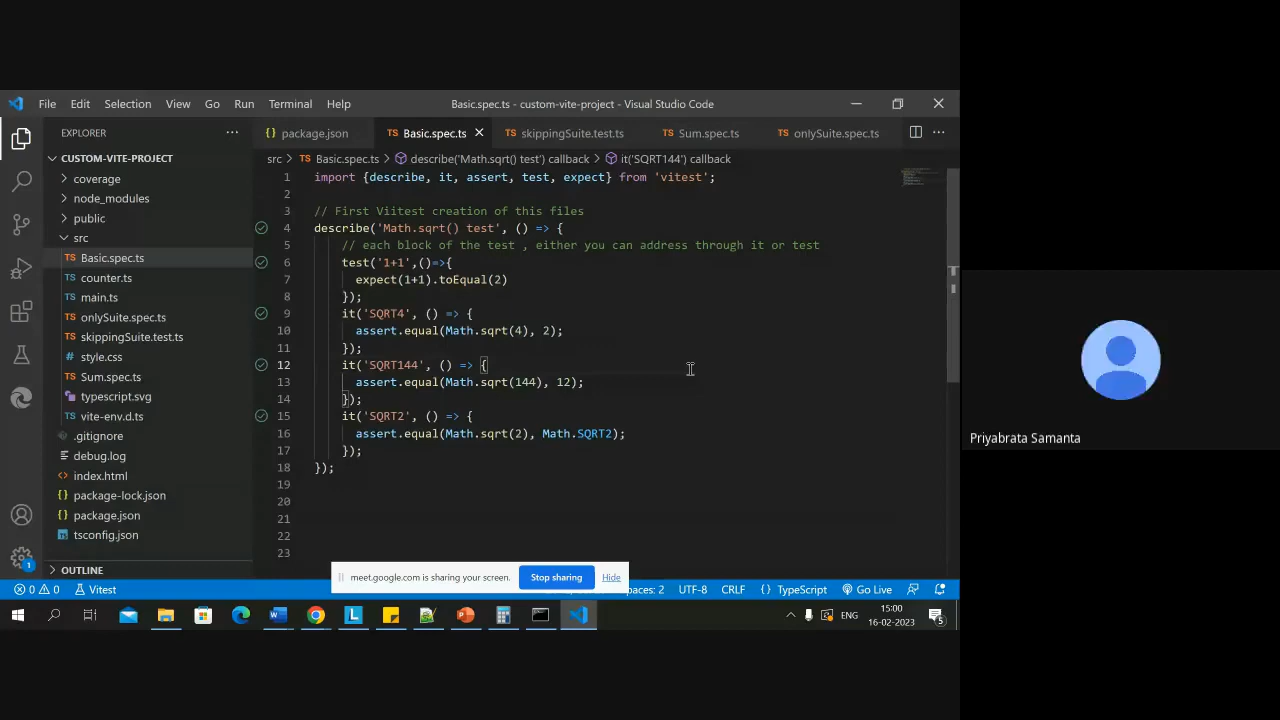 File Edit Selection View Go Run Terminal Help
Basic.spec.ts - custom-vite-project - Visual Studio Code
EXPLORER
package.json
Basic.spec.ts
skippingSuite.test.ts
Sum.spec.ts
onlySuite.spec.ts
CUSTOM-VITE-PROJECT
coverage
node_modules
public
src
Basic.spec.ts
counter.ts
main.ts
onlySuite.spec.ts
skippingSuite.test.ts
style.css
Sum.spec.ts
typescript.svg
vite-env.d.ts
.gitignore
debug.log
index.html
package-lock.json
package.json
tsconfig.json
OUTLINE
src > Basic.spec.ts > describe('Math.sqrt() test') callback > it('SQRT144') callback
1 import {describe, it, assert, test, expect} from 'vitest';
2
3 // First Viitest creation of this files
4 describe('Math.sqrt() test', () => {
5 // each block of the test , either you can address through it or test
6 test('1+1',()=>{
7 expect(1+1).toEqual(2)
8 });
9 it('SQRT4', () => {
10 assert.equal(Math.sqrt(4), 2);
11 });
12 it('SQRT144', () => {
13 assert.equal(Math.sqrt(144), 12);
14 });
15 it('SQRT2', () => {
16 assert.equal(Math.sqrt(2), Math.SQRT2);
17 });
18 });
19
20
21
22
23
meet.google.com is sharing your screen. Stop sharing Hide
0 0 Vitest
paces: 2 UTF-8 CRLF { } TypeScript Go Live
1
ENG
15:00
16-02-2023
5
Priyabrata Samanta